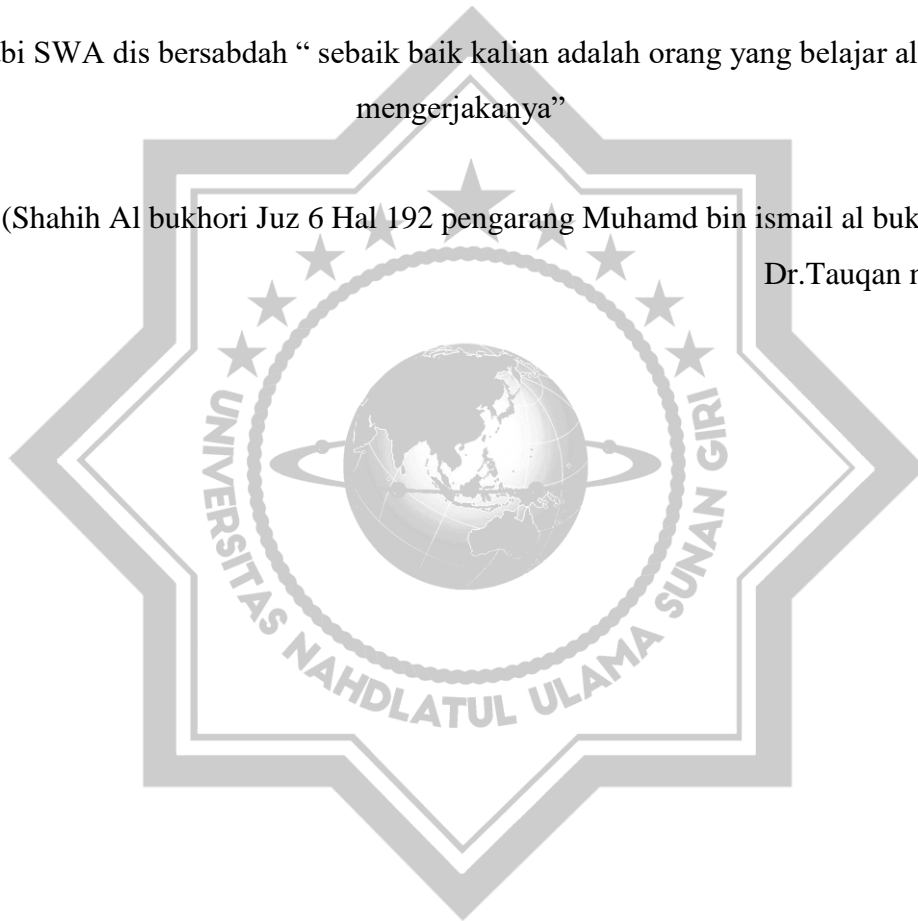 bi SWA dis bersabdah “ sebaik baik kalian adalah orang yang belajar al
mengerjakanya”
(Shahih Al bukhori Juz 6 Hal 192 pengarang Muhamd bin ismail al buk
Dr.Tauqan
UNIVERSITAS NAHDLATUL ULAMA SUNAN GIRI